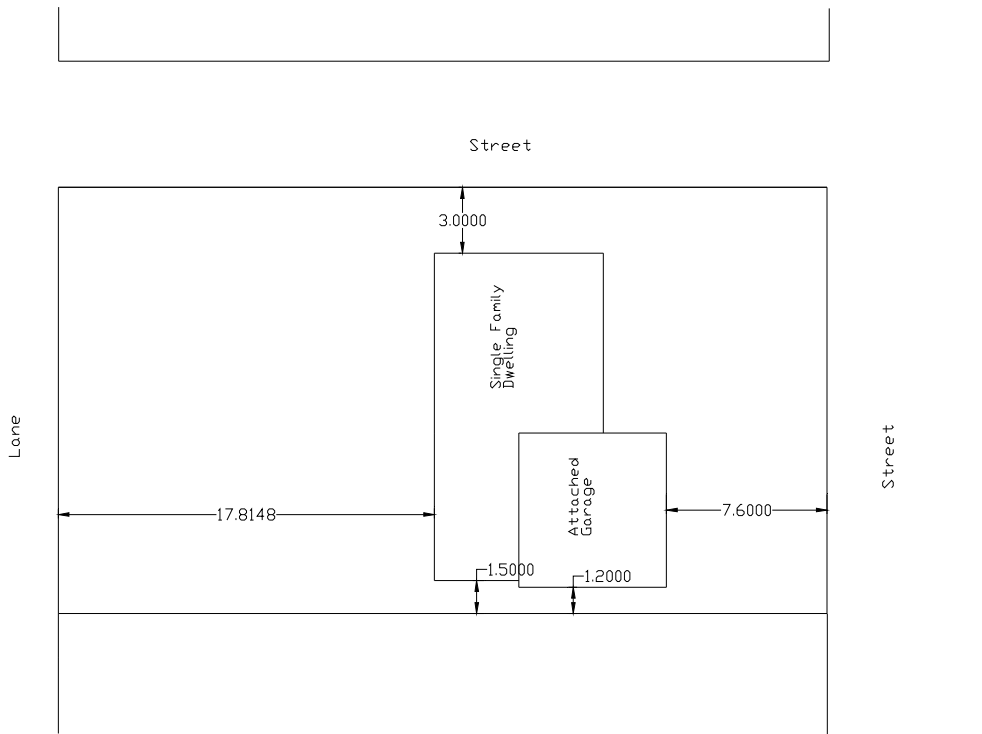 Street
3.0000
Single Family
Dwelling
Lane
Street
Attached
Garage
17.8148
7.6000
1.5000
1.2000